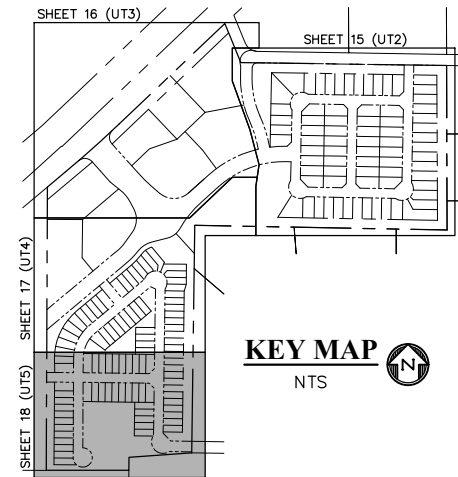 SHEET 16 (UT3)
SHEET 15 (UT2)
SHEET 17 (UT4)
SHEET 18 (UT5)
KEY MAP
NTS
N